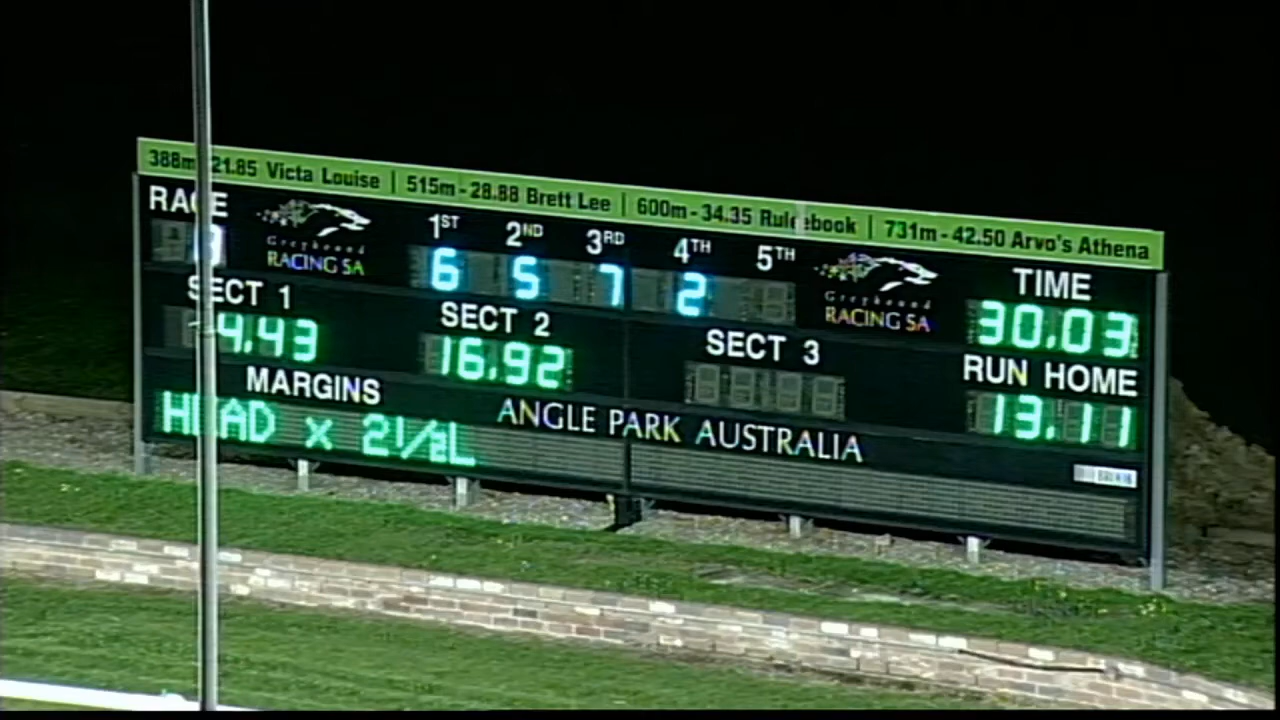 388m - 21.85 Victa Louise | 515m - 28.88 Brett Lee | 600m - 34.35 Rulebook | 731m - 42.50 Arvo's Athena
RACE
Greyhound
RACING SA
1ST 2ND 3RD 4TH 5TH
6 5 7 2
Greyhound
RACING SA
TIME
30.03
SECT 1
4.43
SECT 2
16.92
SECT 3
RUN HOME
13.11
MARGINS
HEAD x 2½L
ANGLE PARK AUSTRALIA